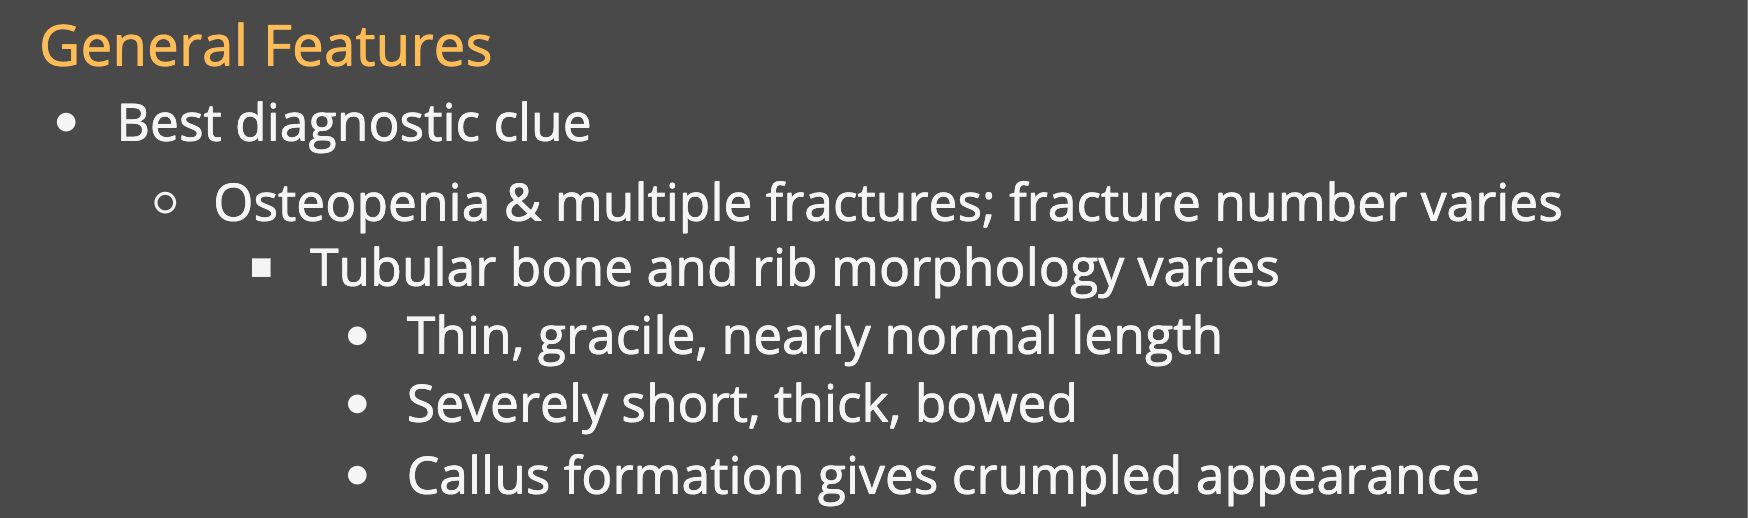 General Features
• Best diagnostic clue
○ Osteopenia & multiple fractures; fracture number varies
▪ Tubular bone and rib morphology varies
• Thin, gracile, nearly normal length
• Severely short, thick, bowed
• Callus formation gives crumpled appearance